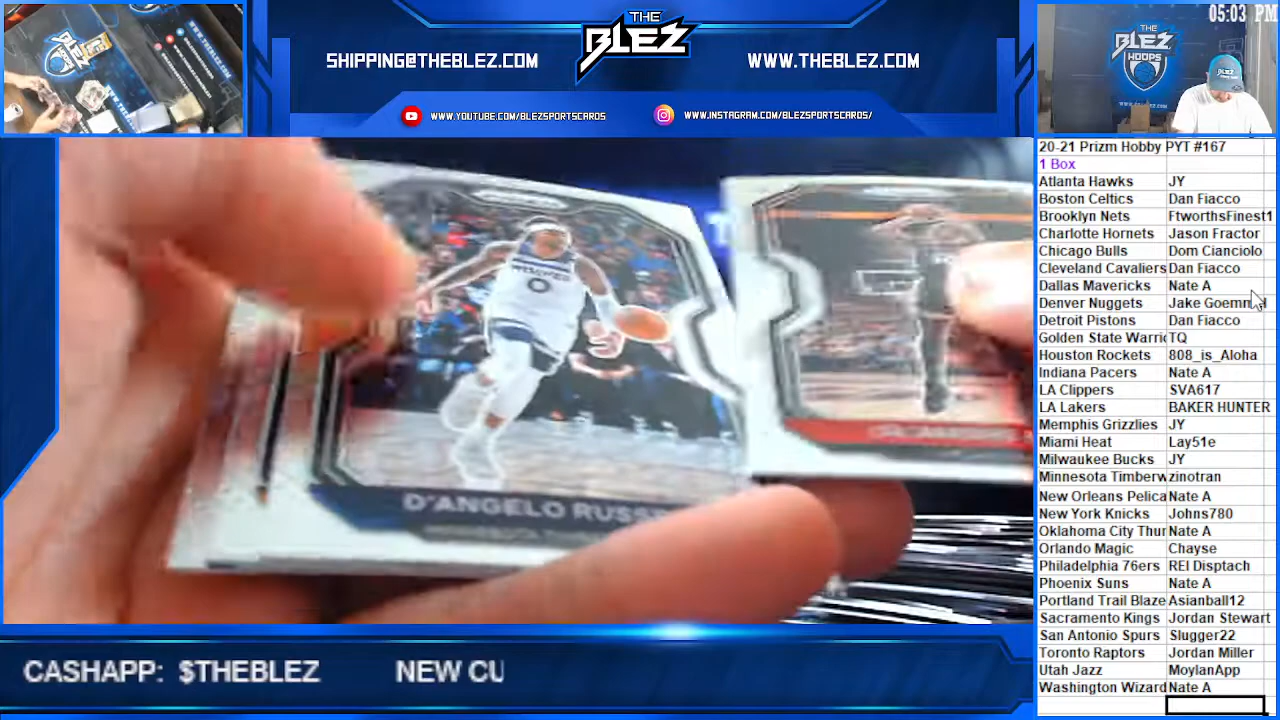 05:03 PM
THE
BLEZ
HOOPS
SHIPPING@THEBLEZ.COM
THE
BLEZ
WWW.THEBLEZ.COM
WWW.YOUTUBE.COM/BLEZSPORTSCARDS
WWW.INSTAGRAM.COM/BLEZSPORTSCARDS/
20-21 Prizm Hobby PYT #167
1 Box
Atlanta Hawks JY
Boston Celtics Dan Fiacco
Brooklyn Nets FtworthsFinest1
Charlotte Hornets Jason Fractor
Chicago Bulls Dom Cianciolo
Cleveland Cavaliers Dan Fiacco
Dallas Mavericks Nate A
Denver Nuggets Jake
Detroit Pistons Dan Fiacco
Golden State Warri TQ
Houston Rockets 808_is_Aloha
Indiana Pacers Nate A
LA Clippers SVA617
LA Lakers BAKER HUNTER
Memphis Grizzlies JY
Miami Heat Lay51e
Milwaukee Bucks JY
Minnesota Timberw zinotran
New Orleans Pelica Nate A
New York Knicks Johns780
Oklahoma City Thur Nate A
Orlando Magic Chayse
Philadelphia 76ers REI Disptach
Phoenix Suns Nate A
Portland Trail Blaze Asianball12
Sacramento Kings Jordan Stewart
San Antonio Spurs Slugger22
Toronto Raptors Jordan Miller
Utah Jazz MoylanApp
Washington Wizard Nate A
0
D'ANGELO RUSSE
CASHAPP: $THEBLEZ NEW CU